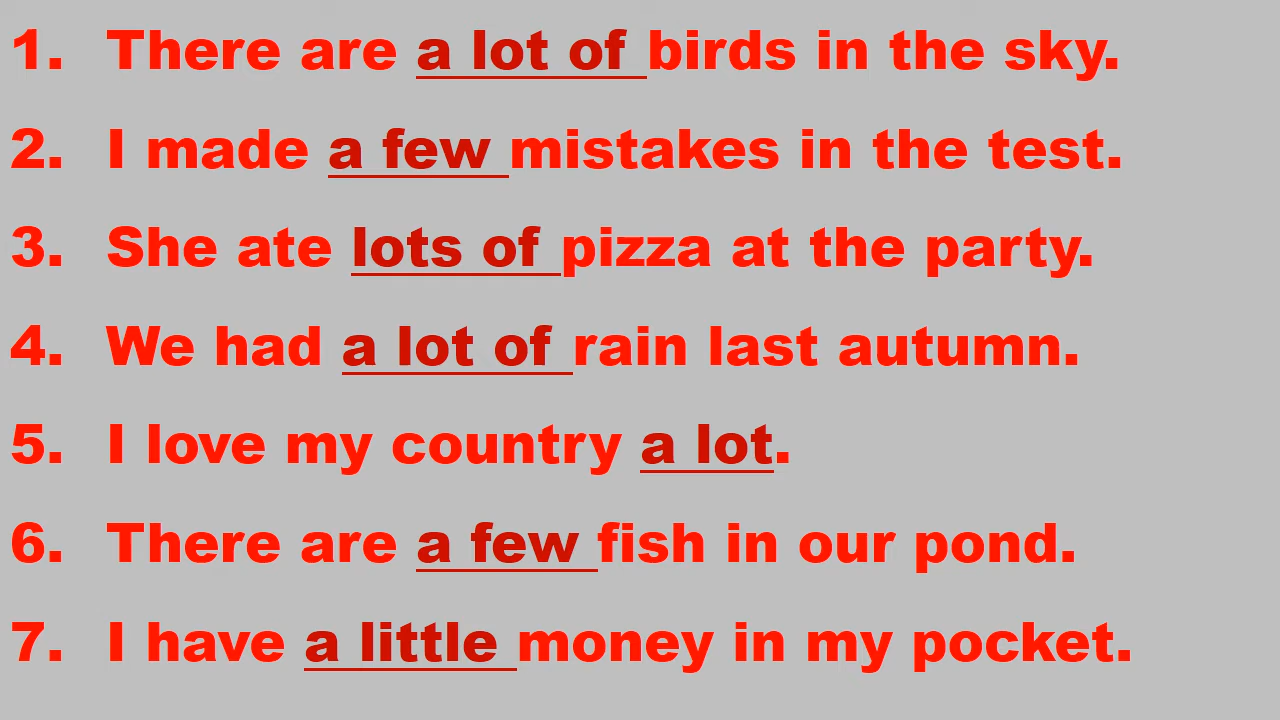 1. There are a lot of birds in the sky.
2. I made a few mistakes in the test.
3. She ate lots of pizza at the party.
4. We had a lot of rain last autumn.
5. I love my country a lot.
6. There are a few fish in our pond.
7. I have a little money in my pocket.